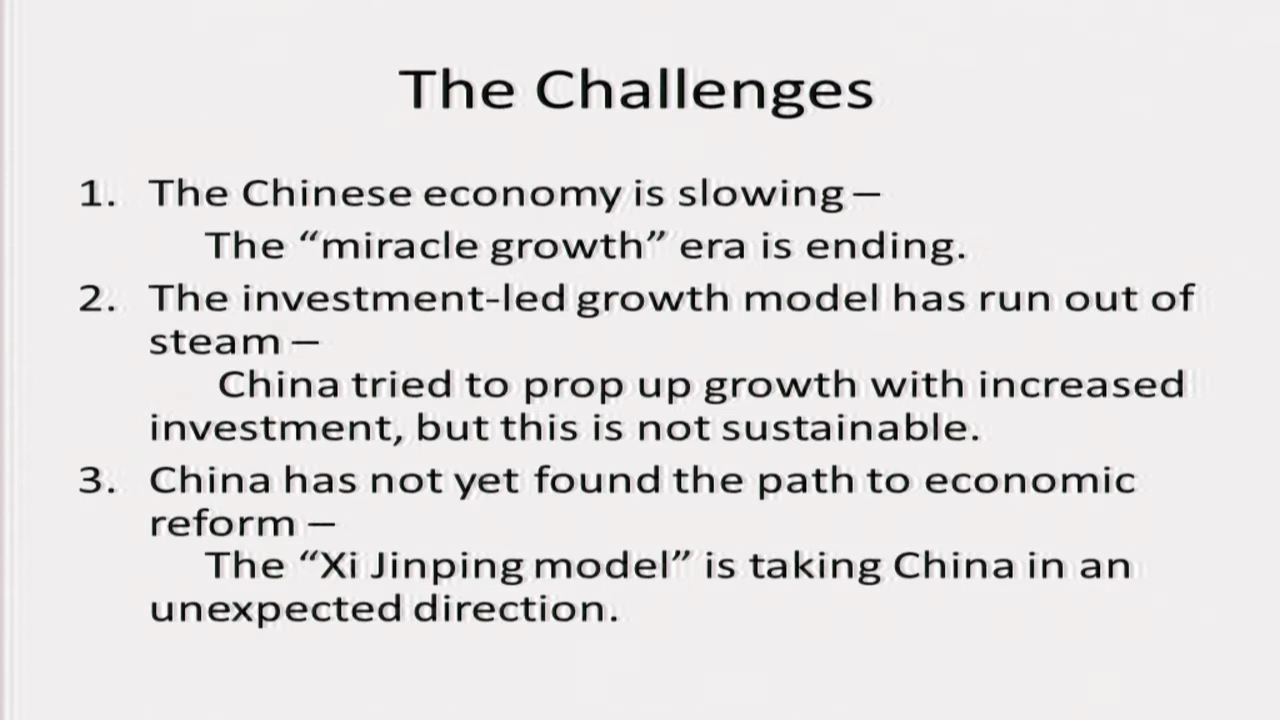 The Challenges
1. The Chinese economy is slowing –
The “miracle growth” era is ending.
2. The investment-led growth model has run out of
steam –
China tried to prop up growth with increased
investment, but this is not sustainable.
3. China has not yet found the path to economic
reform –
The “Xi Jinping model” is taking China in an
unexpected direction.